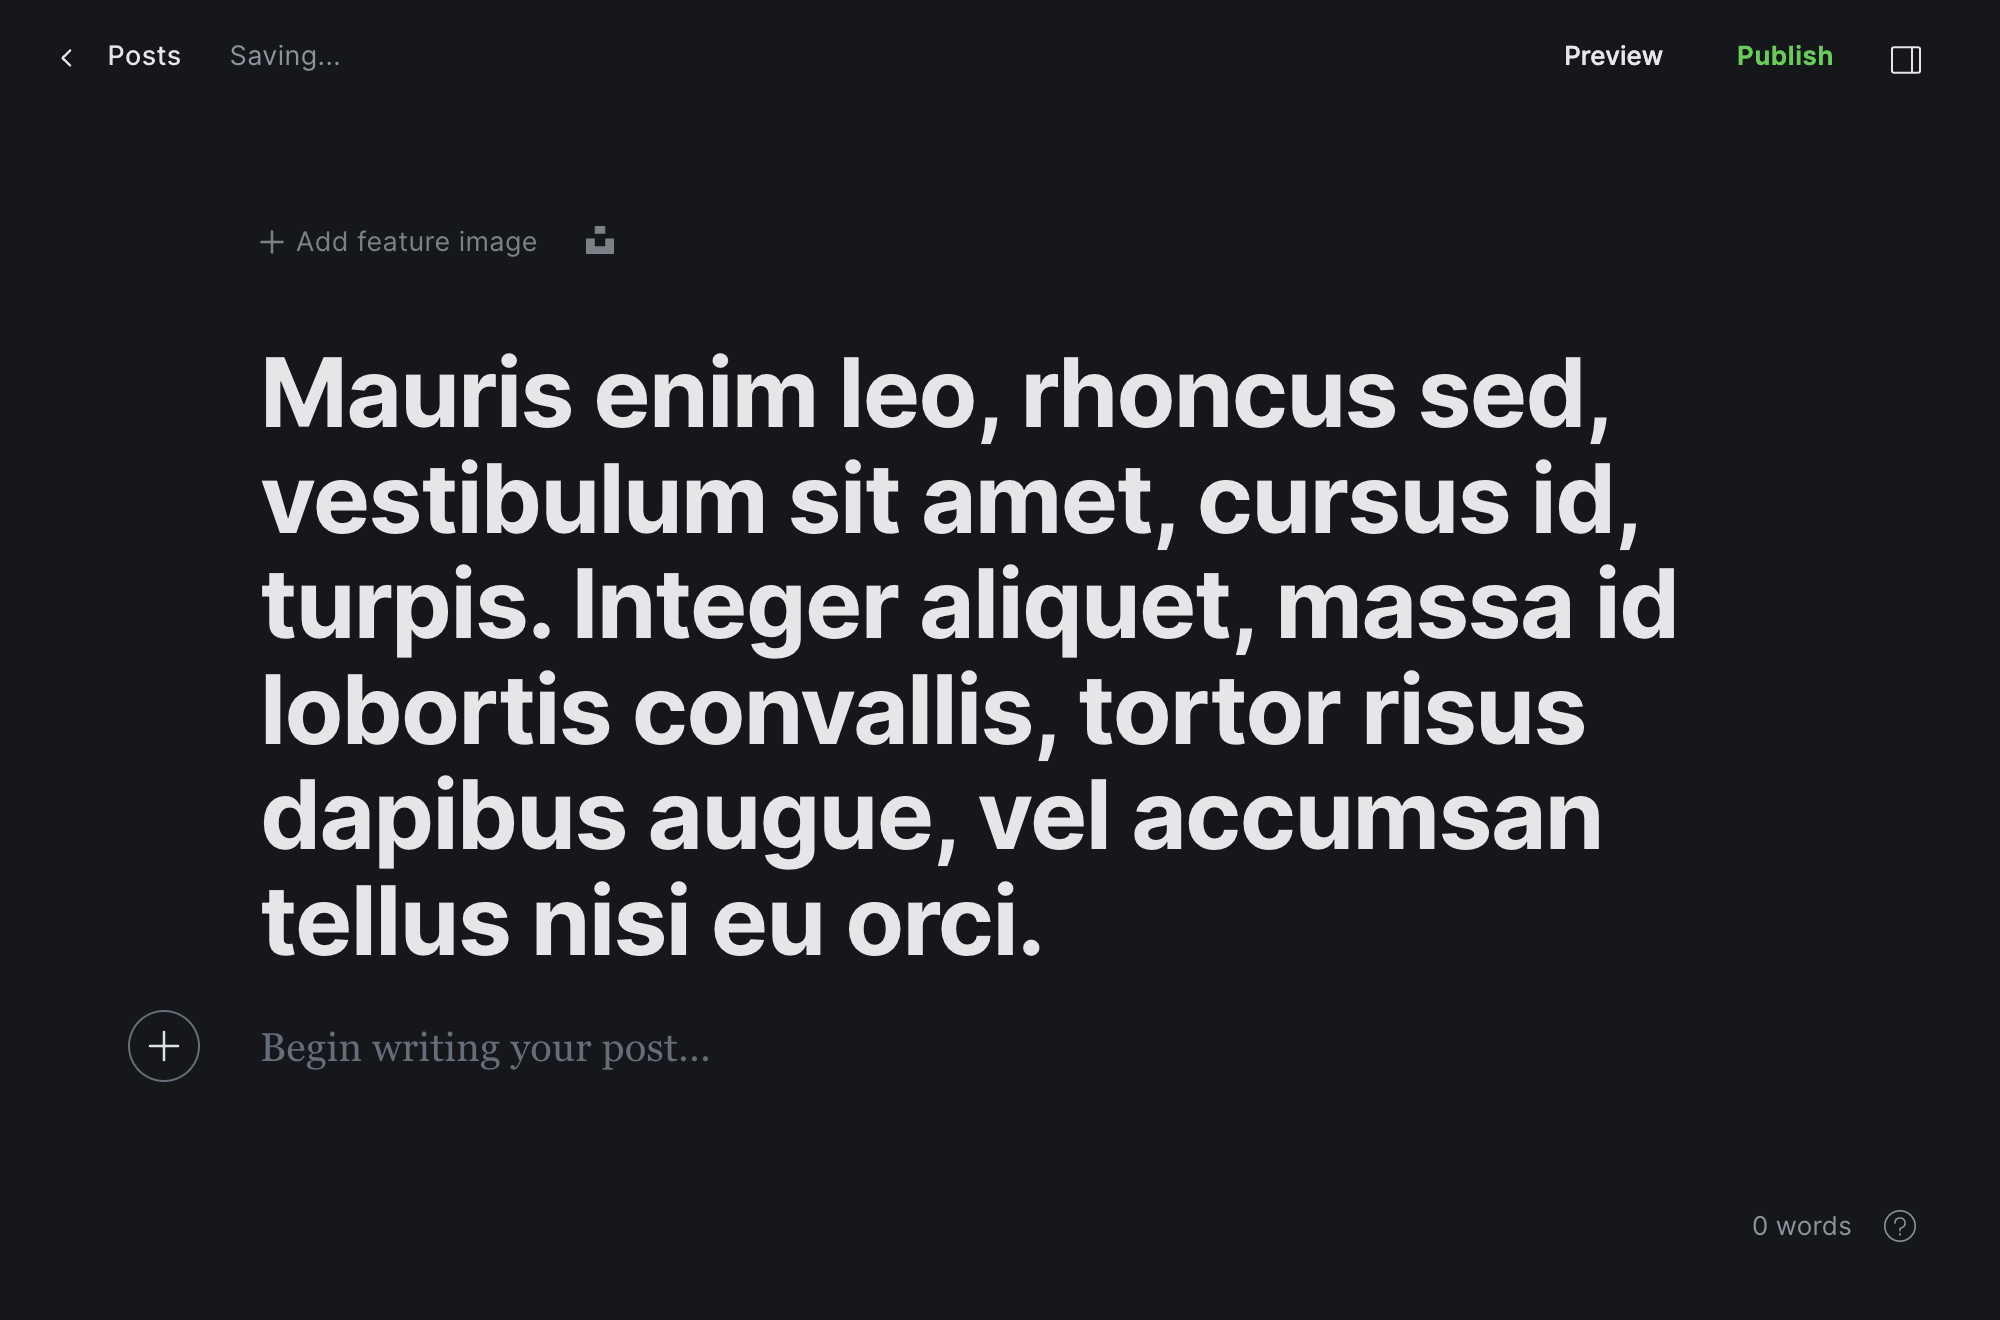 Posts
Saving...
Preview
Publish
Add feature image
Mauris enim leo, rhoncus sed,
vestibulum sit amet, cursus id,
turpis. Integer aliquet, massa id
lobortis convallis, tortor risus
dapibus augue, vel accumsan
tellus nisi eu orci.
Begin writing your post...
0 words
?